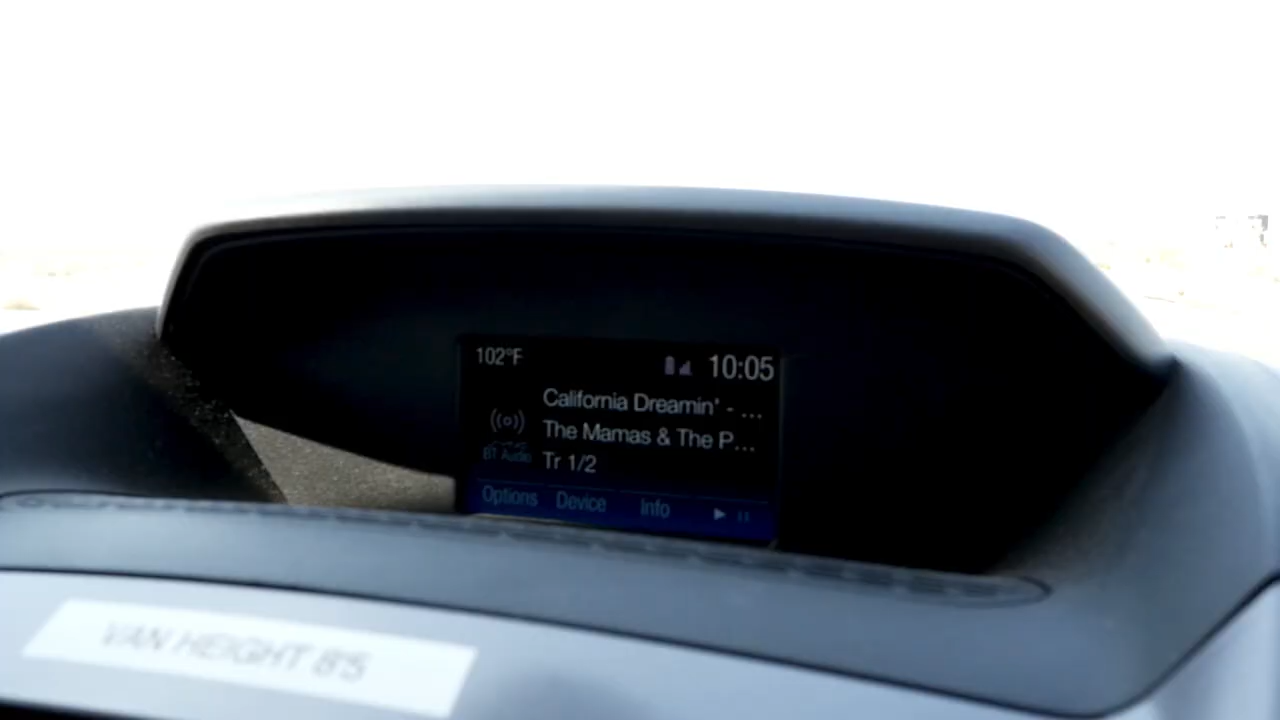 102°F 10:05
California Dreamin' - ...
The Mamas & The P...
BT Audio
Tr 1/2
Options Device Info
VAN HEIGHT 8'5